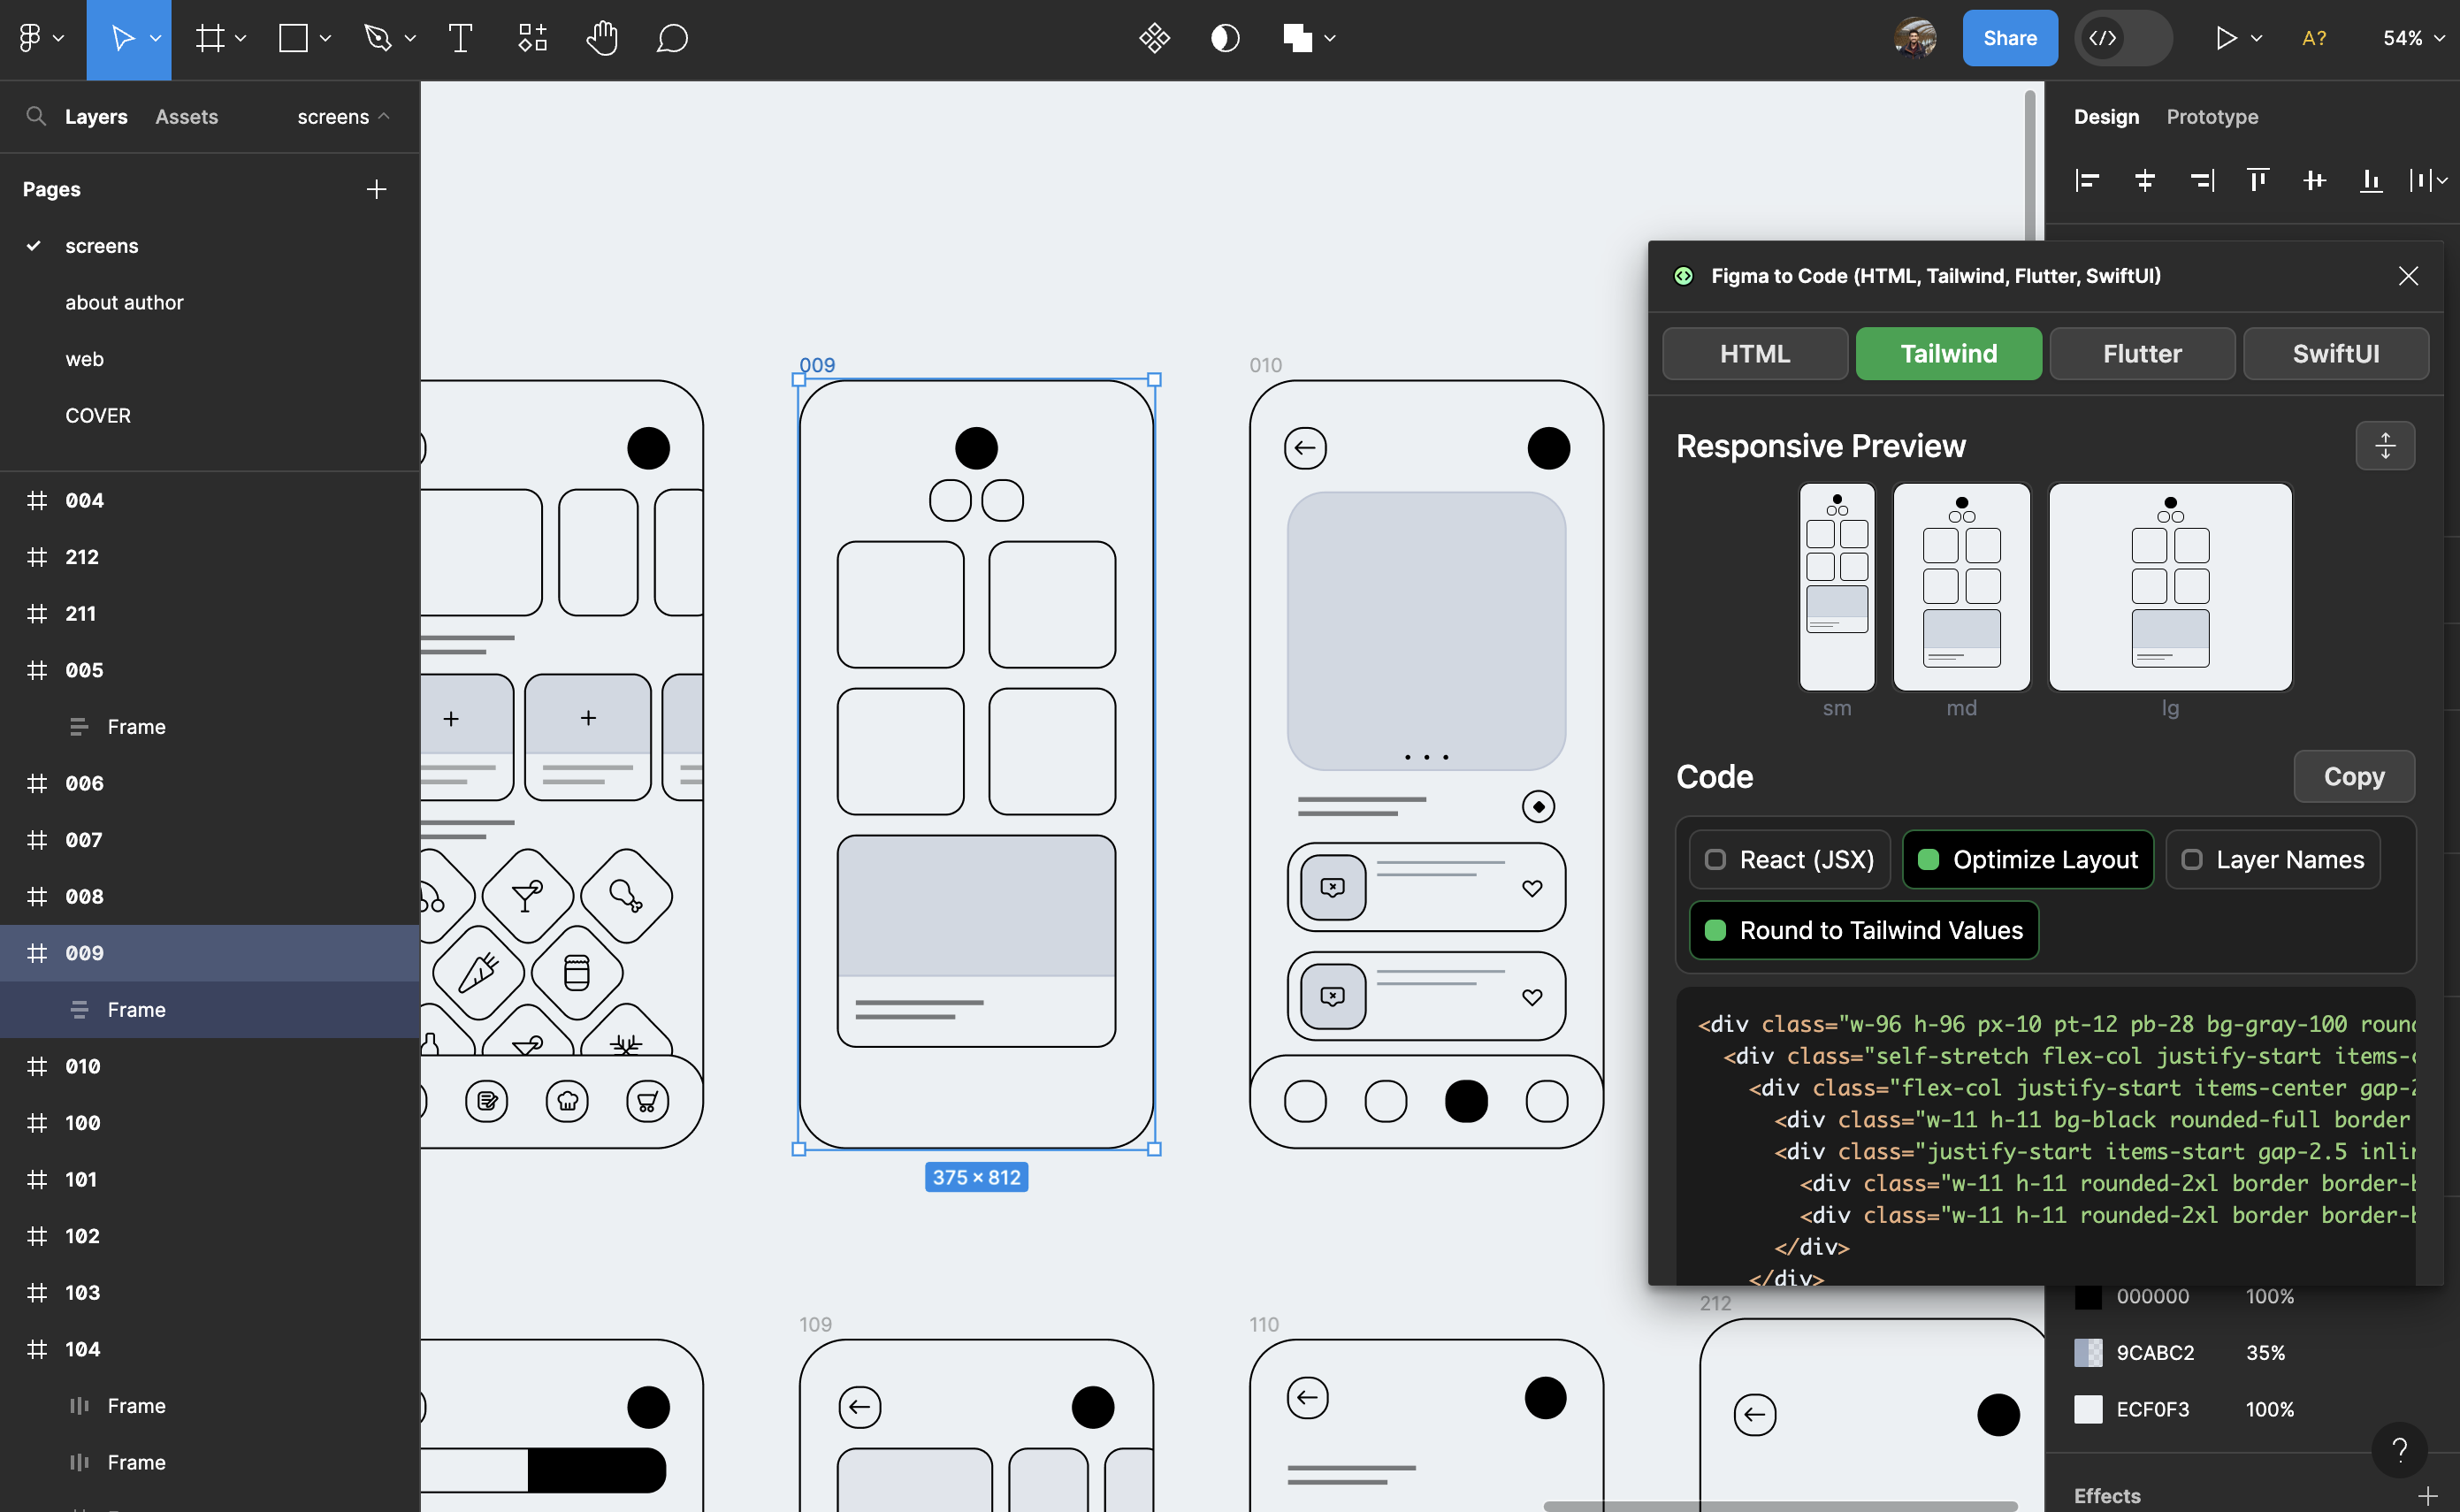 Share
A?
54%
Layers
Assets
screens
Pages
screens
about author
web
COVER
004
212
211
005
Frame
006
007
008
009
Frame
010
100
101
102
103
104
Frame
Frame
009
010
375 × 812
109
110
212
Design
Prototype
Figma to Code (HTML, Tailwind, Flutter, SwiftUI)
HTML
Tailwind
Flutter
SwiftUI
Responsive Preview
sm
md
lg
Code
Copy
React (JSX)
Optimize Layout
Layer Names
Round to Tailwind Values
<div class="w-96 h-96 px-10 pt-12 pb-28 bg-gray-100 roun
<div class="self-stretch flex-col justify-start items-
<div class="flex-col justify-start items-center gap-2
<div class="w-11 h-11 bg-black rounded-full border
<div class="justify-start items-start gap-2.5 inli
<div class="w-11 h-11 rounded-2xl border border-b
<div class="w-11 h-11 rounded-2xl border border-b
</div>
</div>
000000 100%
9CABC2 35%
ECF0F3 100%
Effects
?